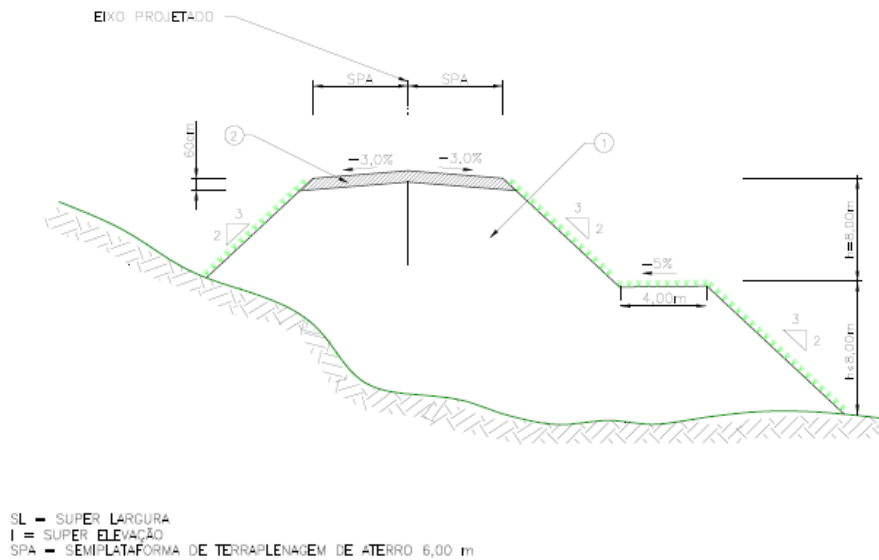 EIXO PROJETADO
SPA SPA
60cm
2
1
-3,0% -3,0%
3
2
3
2
h=8,00m
-5%
4,00m
3
2
h≤8,00m
SL = SUPER LARGURA
I = SUPER ELEVAÇÃO
SPA = SEMIPLATAFORMA DE TERRAPLENAGEM DE ATERRO 6,00 m